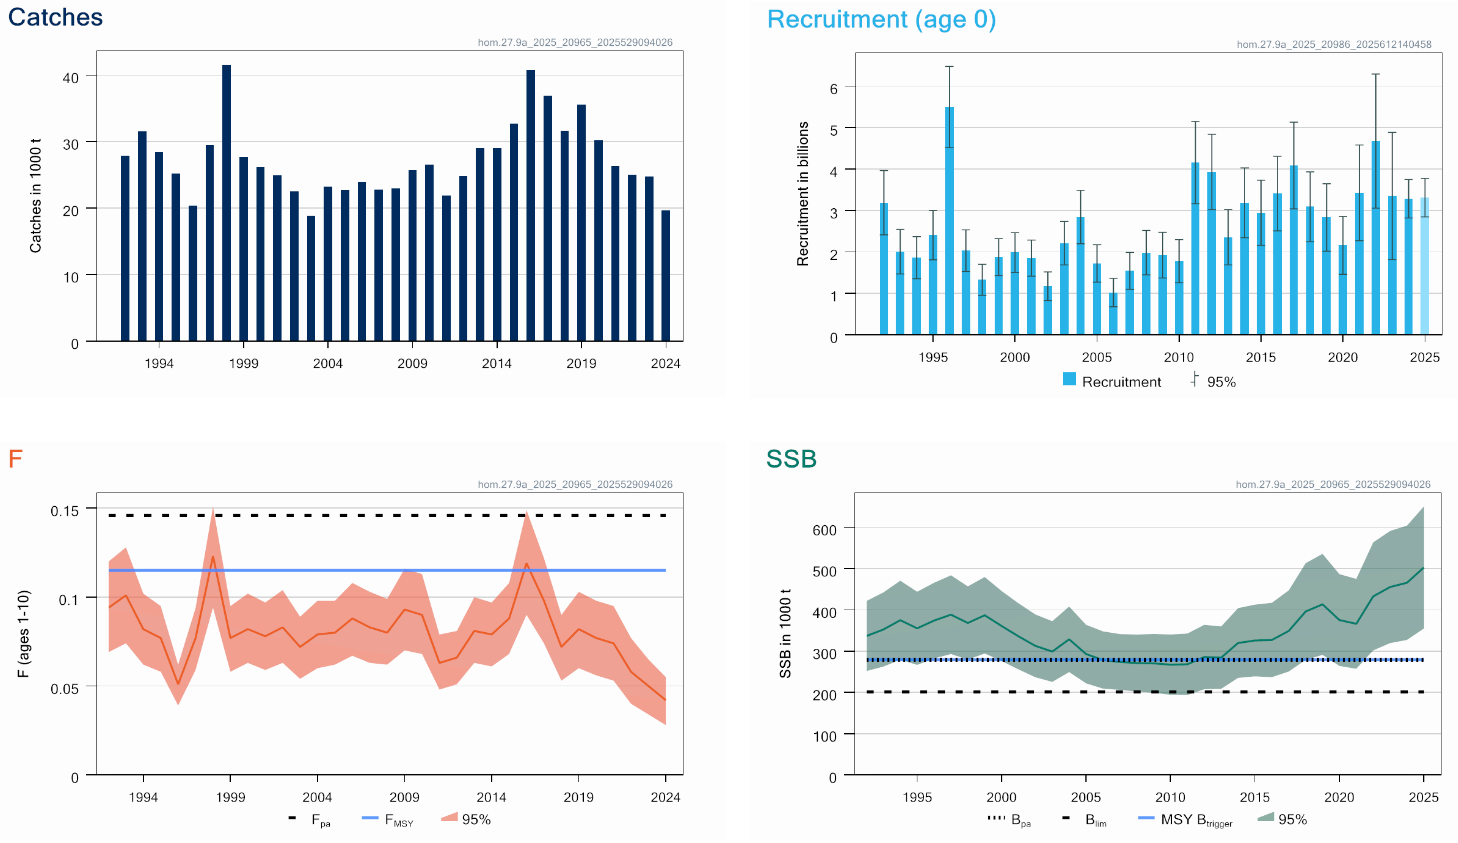 Catches
hom.27.9a_2025_20965_2025529094026
Catches in 1000 t
40
30
20
10
0
1994 1999 2004 2009 2014 2019 2024
Recruitment (age 0)
hom.27.9a_2025_20986_2025612140458
Recruitment in billions
6
5
4
3
2
1
0
1995 2000 2005 2010 2015 2020 2025
Recruitment 95%
F
hom.27.9a_2025_20965_2025529094026
F (ages 1-10)
0.15
0.1
0.05
0
1994 1999 2004 2009 2014 2019 2024
Fpa FMSY 95%
SSB
hom.27.9a_2025_20965_2025529094026
SSB in 1000 t
600
500
400
300
200
100
0
1995 2000 2005 2010 2015 2020 2025
Bpa Blim MSY Btrigger 95%